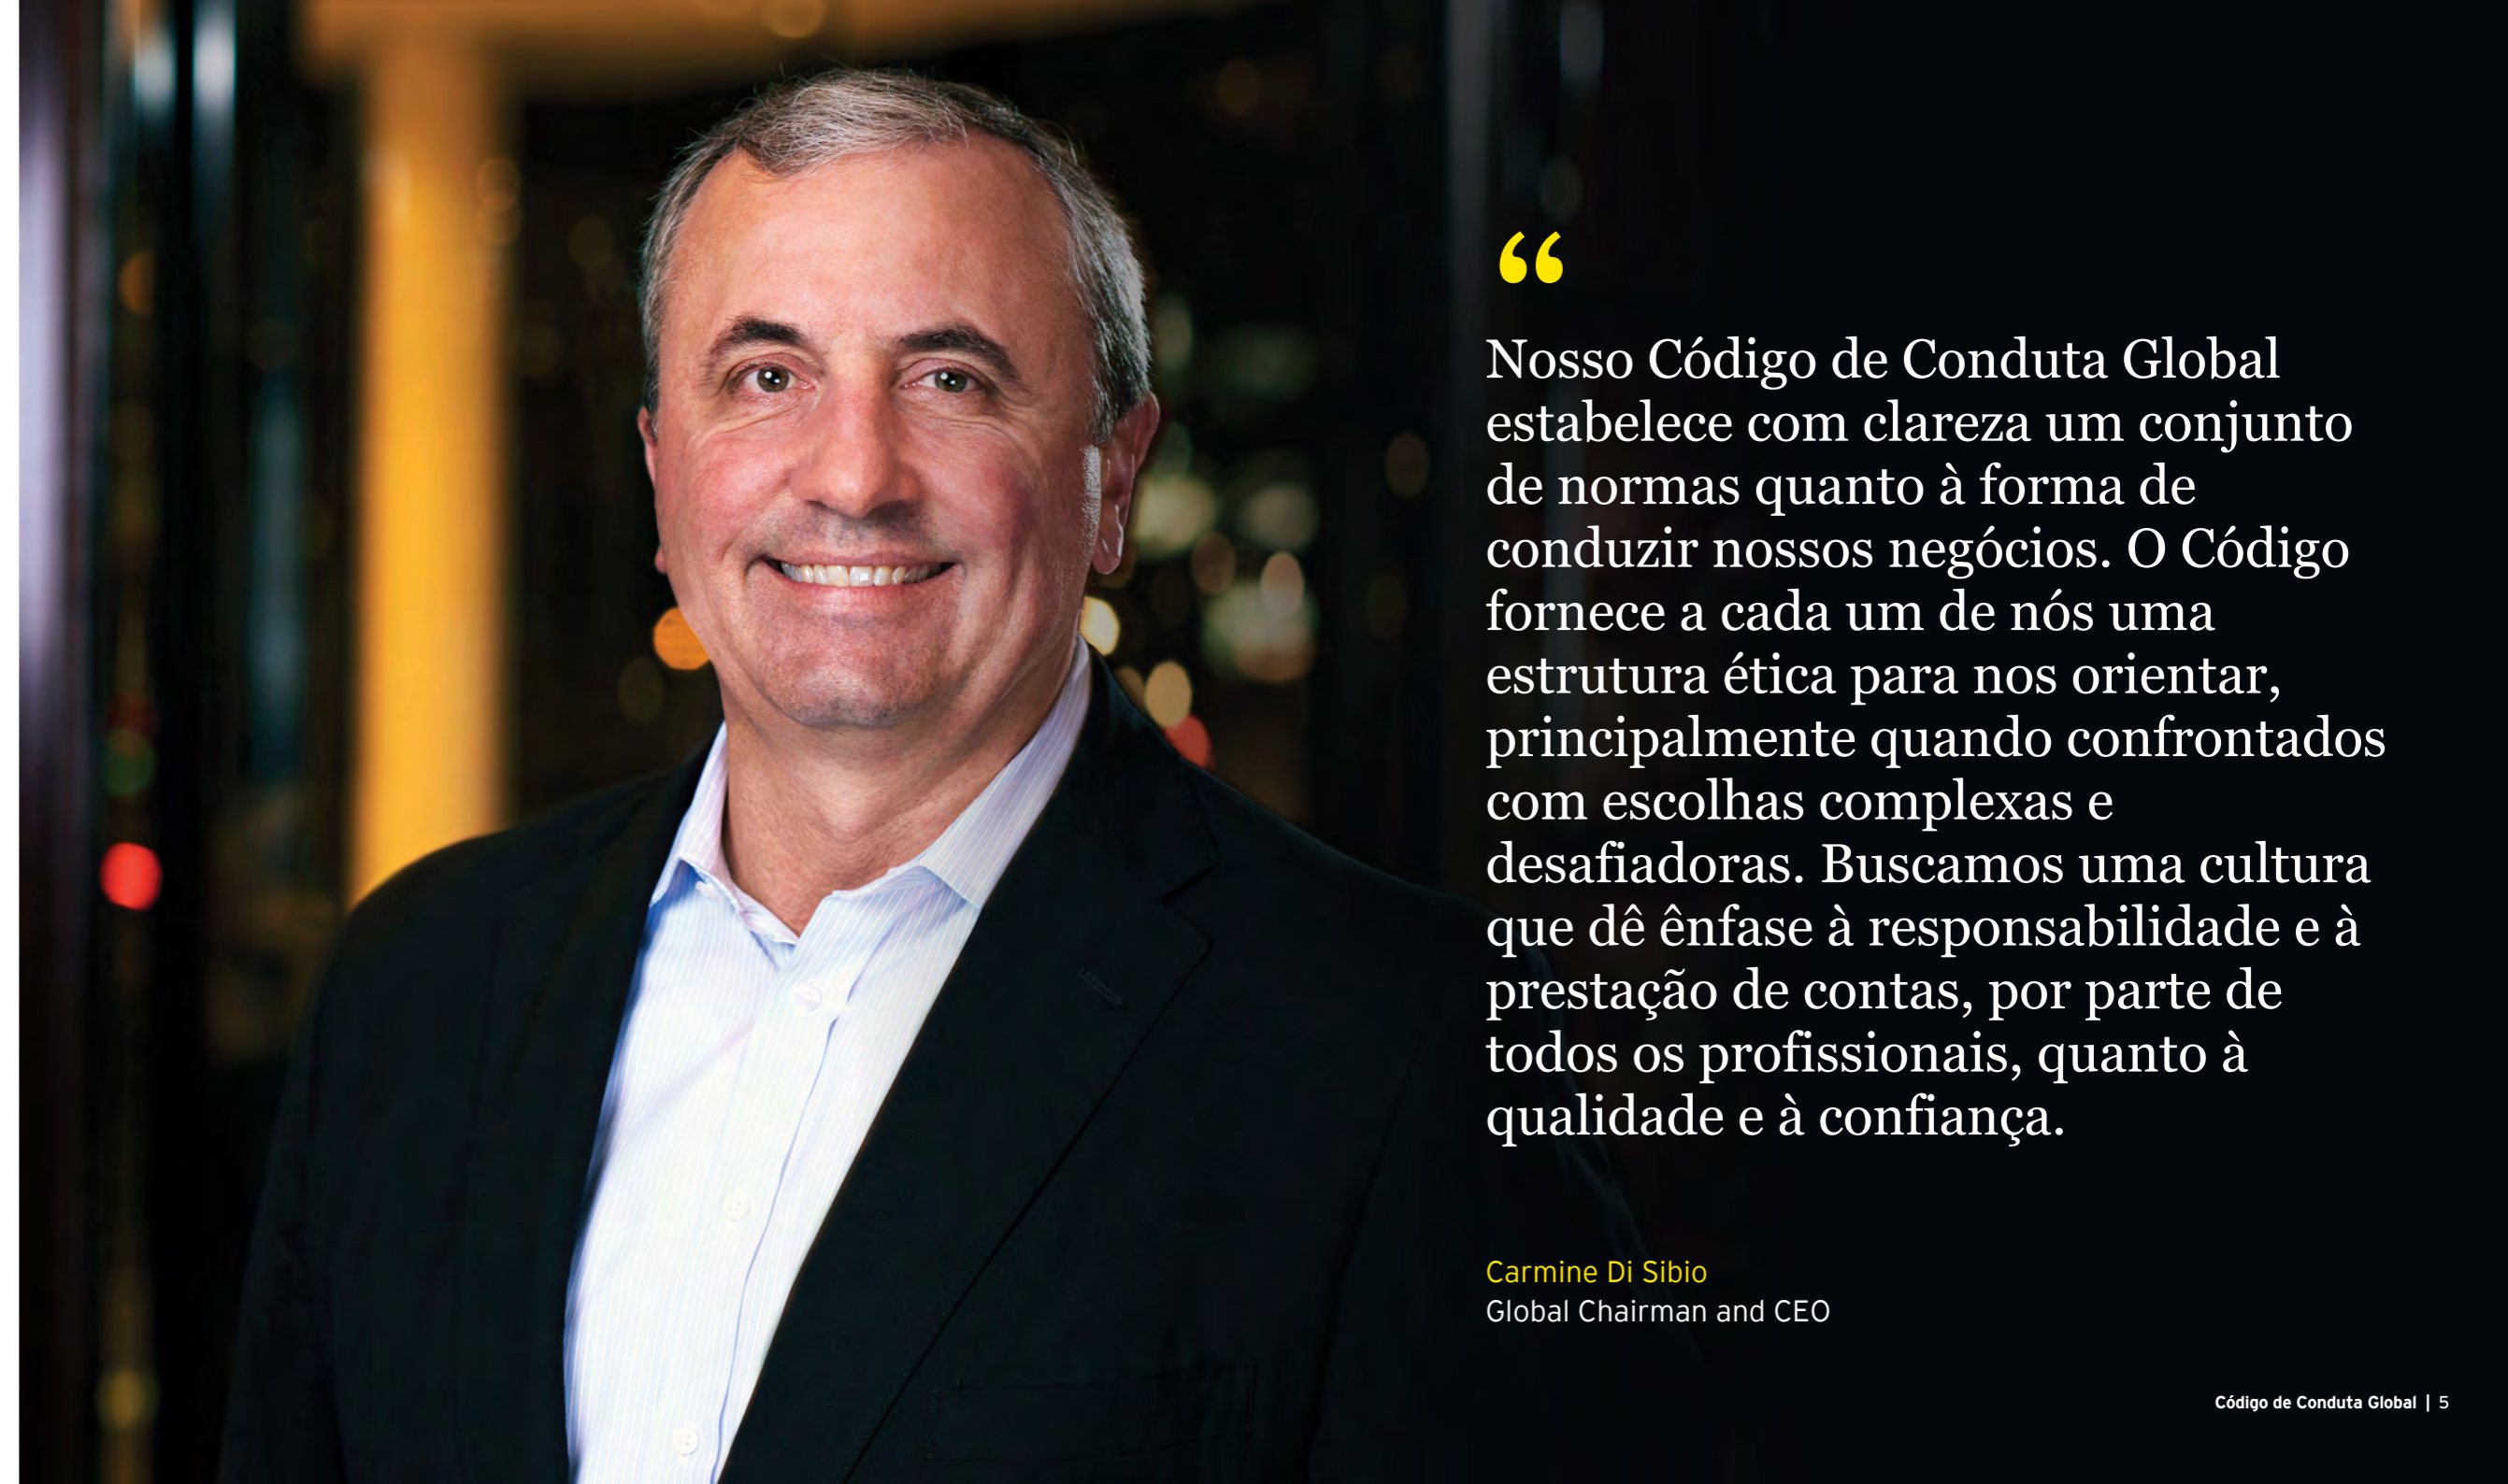 “
Nosso Código de Conduta Global
estabelece com clareza um conjunto
de normas quanto à forma de
conduzir nossos negócios. O Código
fornece a cada um de nós uma
estrutura ética para nos orientar,
principalmente quando confrontados
com escolhas complexas e
desafiadoras. Buscamos uma cultura
que dê ênfase à responsabilidade e à
prestação de contas, por parte de
todos os profissionais, quanto à
qualidade e à confiança.
Carmine Di Sibio
Global Chairman and CEO
Código de Conduta Global | 5